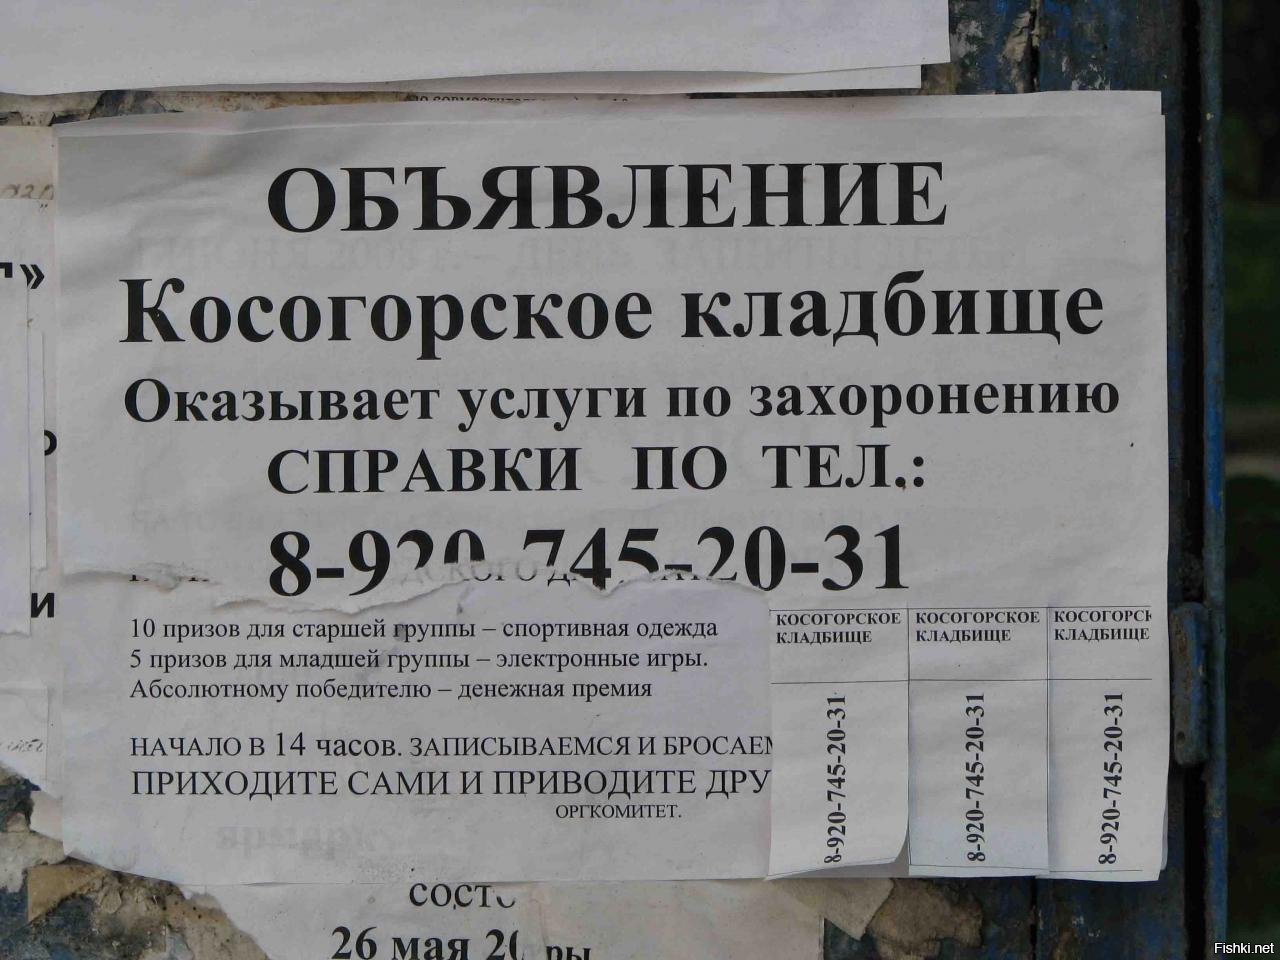 ОБЪЯВЛЕНИЕ
Косогорское кладбище
Оказывает услуги по захоронению
СПРАВКИ ПО ТЕЛ.:
8-920-745-20-31
10 призов для старшей группы – спортивная одежда
5 призов для младшей группы – электронные игры.
Абсолютному победителю – денежная премия
НАЧАЛО В 14 часов. ЗАПИСЫВАЕМСЯ И БРОСАЕМ
ПРИХОДИТЕ САМИ И ПРИВОДИТЕ ДРУ
ОРГКОМИТЕТ.
КОСОГОРСКОЕ
КЛАДБИЩЕ
8-920-745-20-31
КОСОГОРСКОЕ
КЛАДБИЩЕ
8-920-745-20-31
КОСОГОРСК
КЛАДБИЩЕ
8-920-745-20-31
26 мая
Fishki.net